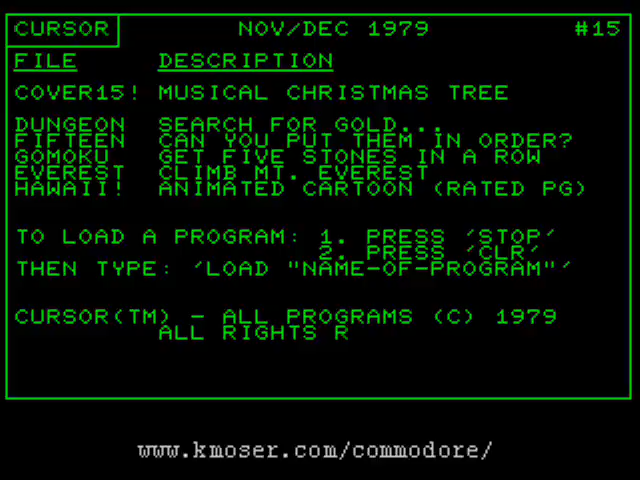 CURSOR NOV/DEC 1979 #15
FILE DESCRIPTION
COVER15! MUSICAL CHRISTMAS TREE
DUNGEON SEARCH FOR GOLD...
FIFTEEN CAN YOU PUT THEM IN ORDER?
GOMOKU GET FIVE STONES IN A ROW
EVEREST CLIMB MT. EVEREST
HAWAII! ANIMATED CARTOON (RATED PG)
TO LOAD A PROGRAM: 1. PRESS 'STOP'
2. PRESS 'CLR'
THEN TYPE: 'LOAD "NAME-OF-PROGRAM"'
CURSOR(TM) - ALL PROGRAMS (C) 1979
ALL RIGHTS R
www.kmoser.com/commodore/